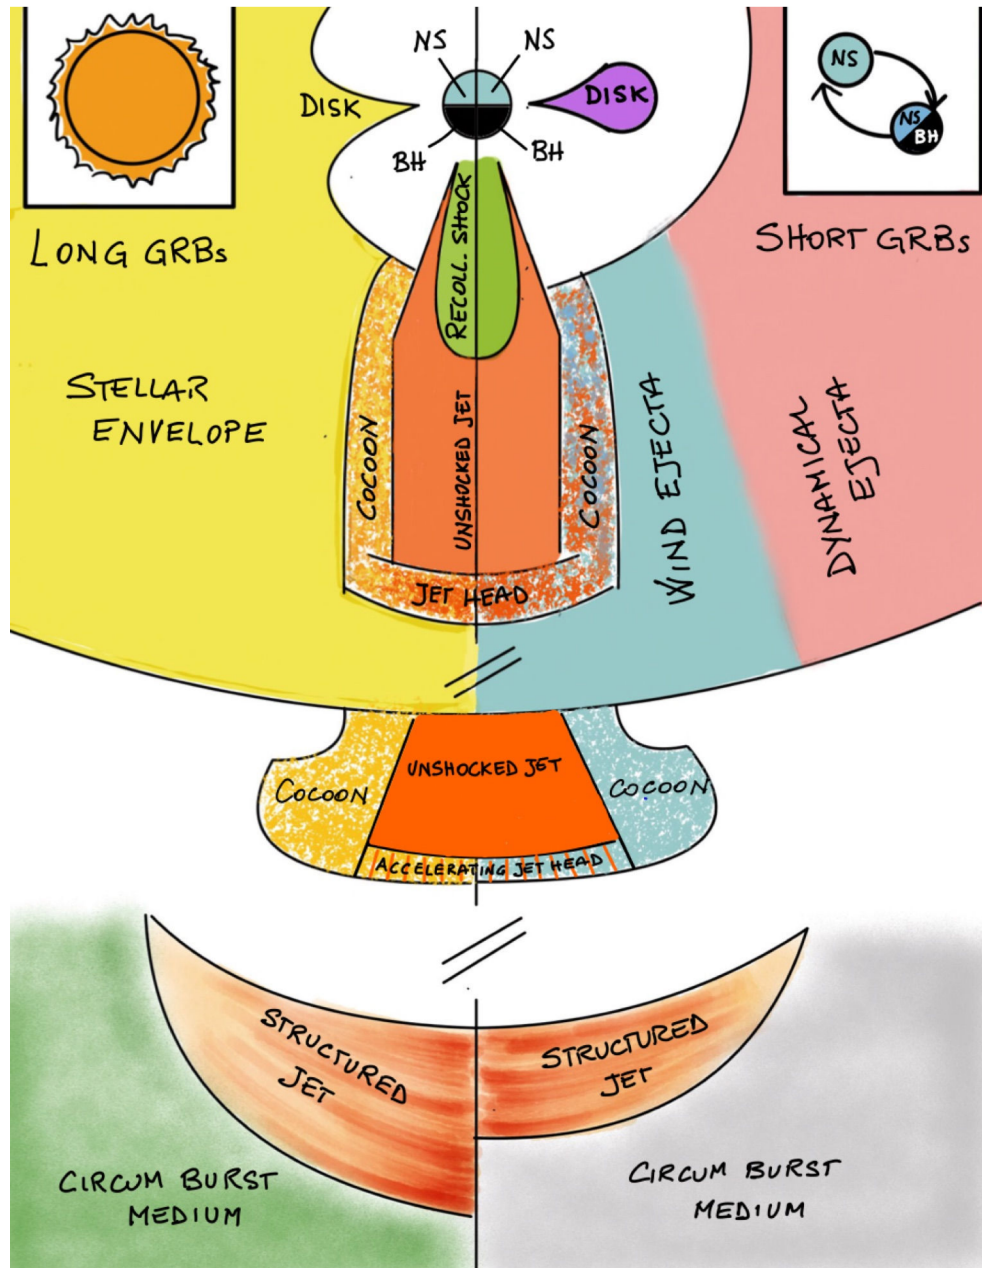 NS
NS
DISK
DISK
BH
BH
NS
NS
BH
LONG GRBs
SHORT GRBs
RECOLL. SHOCK
STELLAR
ENVELOPE
COCOON
UNSHOCKED JET
COCOON
WIND EJECTA
DYNAMICAL
EJECTA
JET HEAD
UNSHOCKED JET
COCOON
COCOON
ACCELERATING JET HEAD
STRUCTURED
JET
STRUCTURED
JET
CIRCUM BURST
MEDIUM
CIRCUM BURST
MEDIUM